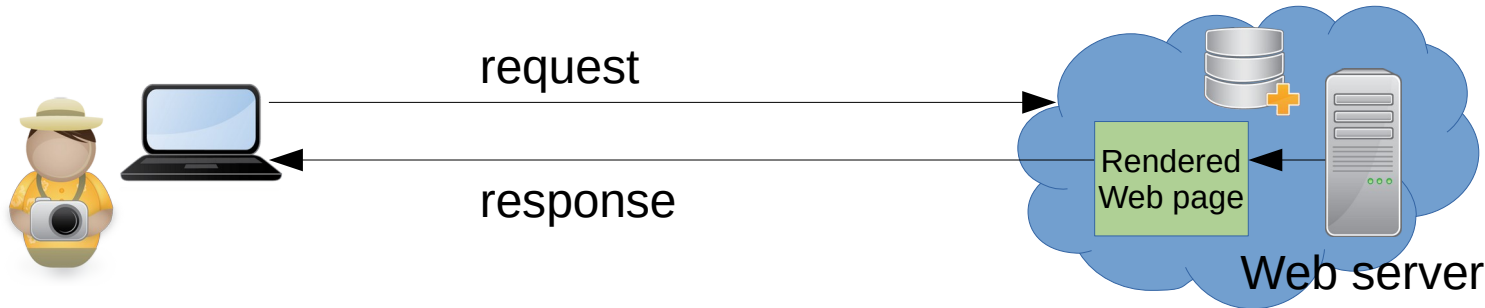 request
response
Rendered
Web page
Web server